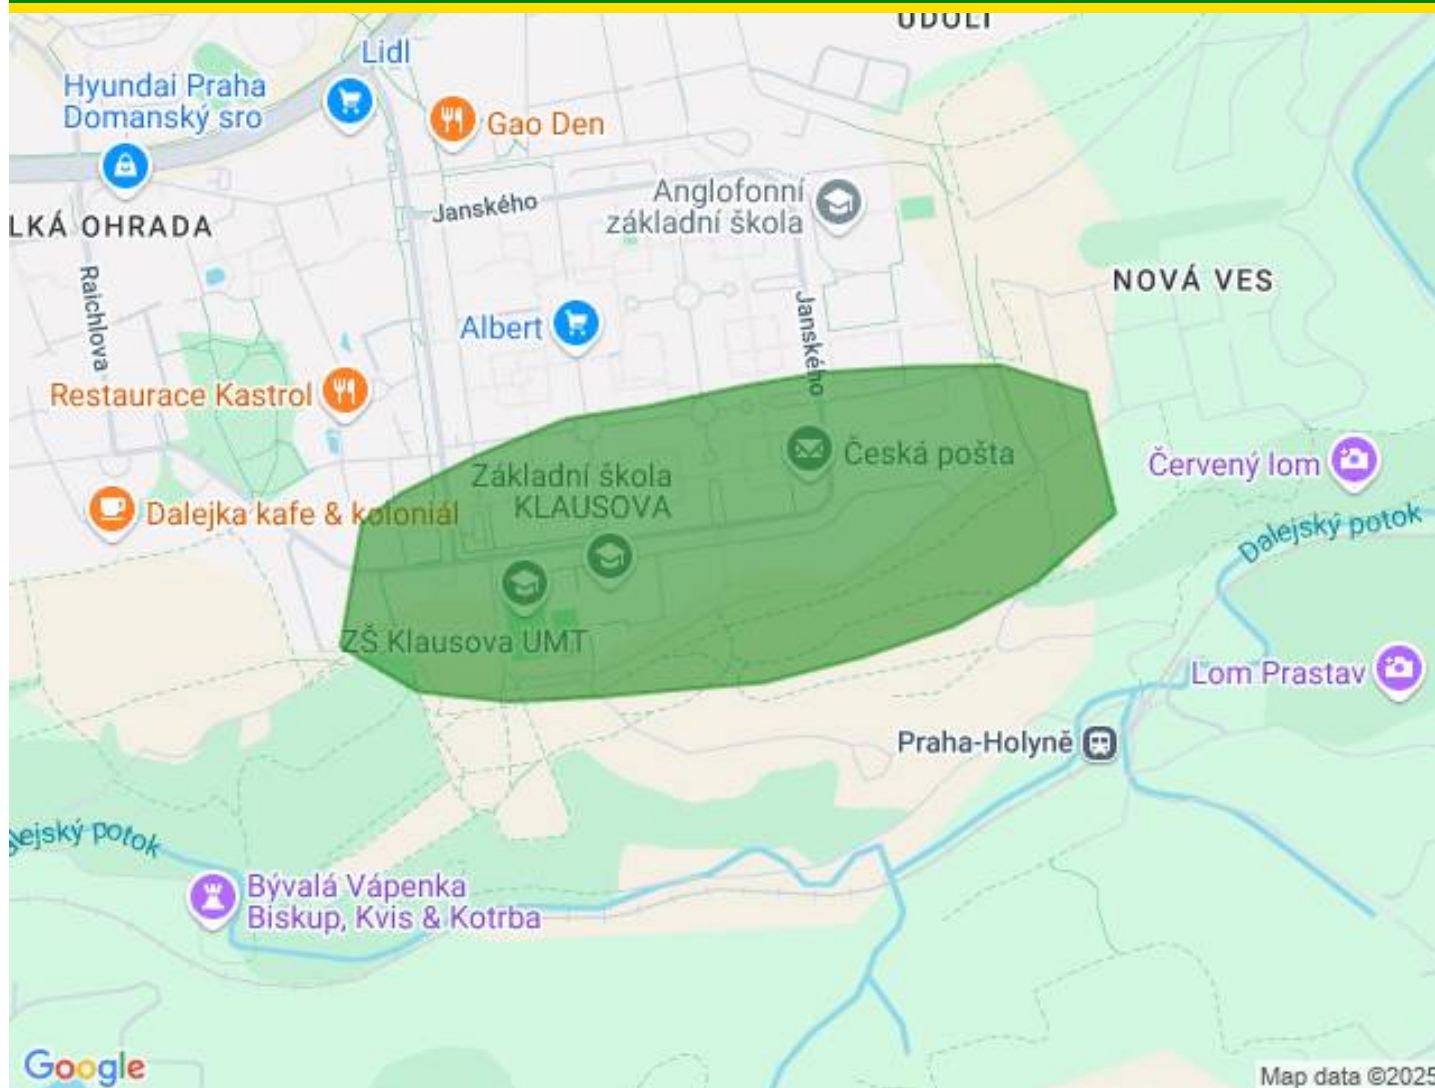 ÚDOLÍ
Lidl
Hyundai Praha
Domanský sro
Gao Den
Anglofonní
základní škola
Janského
LKÁ OHRADA
NOVÁ VES
Raichlova
Albert
Janského
Restaurace Kastrol
Základní škola
KLAUSOVA
Česká pošta
Červený lom
Dalejka kafe & koloniál
Dalejský potok
ZŠ Klausova UMT
Lom Prastav
Praha-Holyně
lejský potok
Bývalá Vápenka
Biskup, Kvis & Kotrba
Google
Map data ©2025